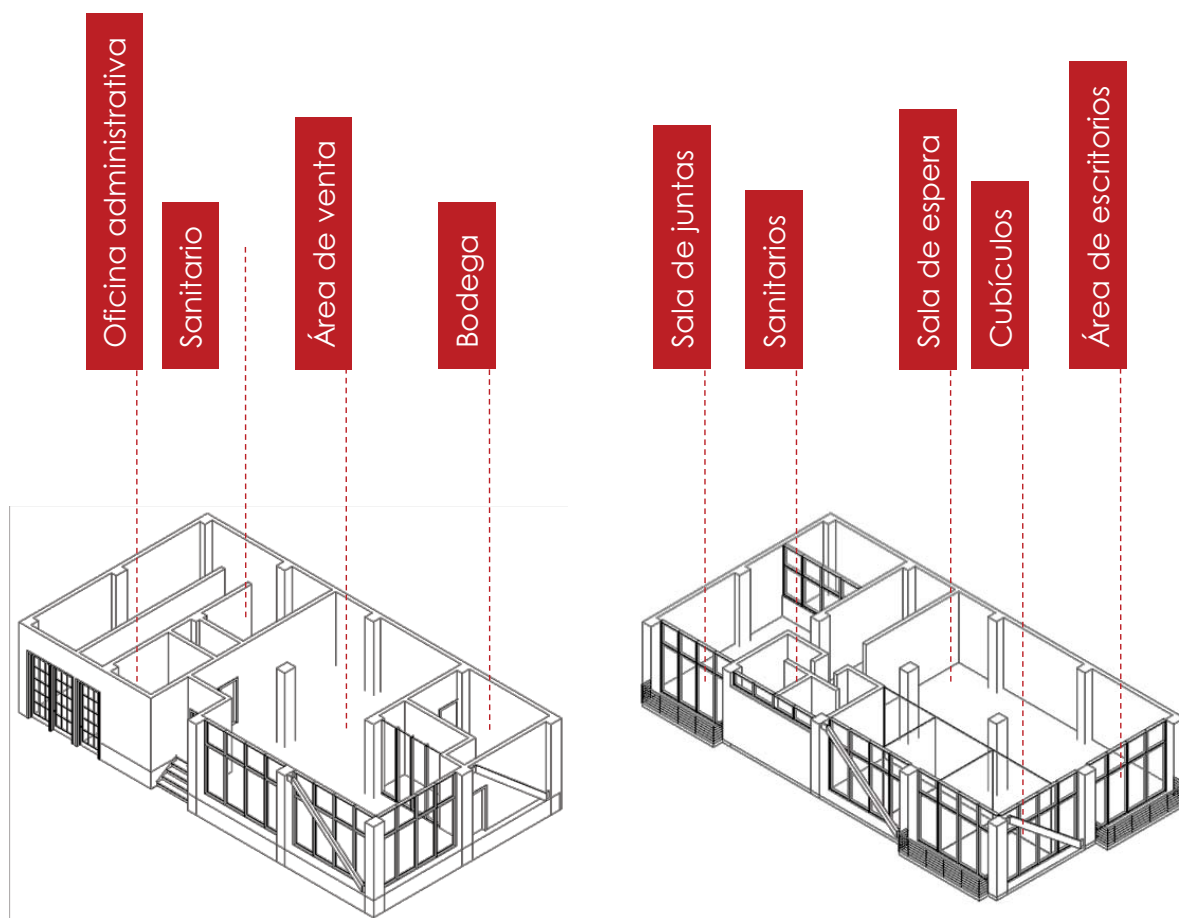 Oficina administrativa
Sanitario
Área de venta
Bodega
Sala de juntas
Sanitarios
Sala de espera
Cubículos
Área de escritorios